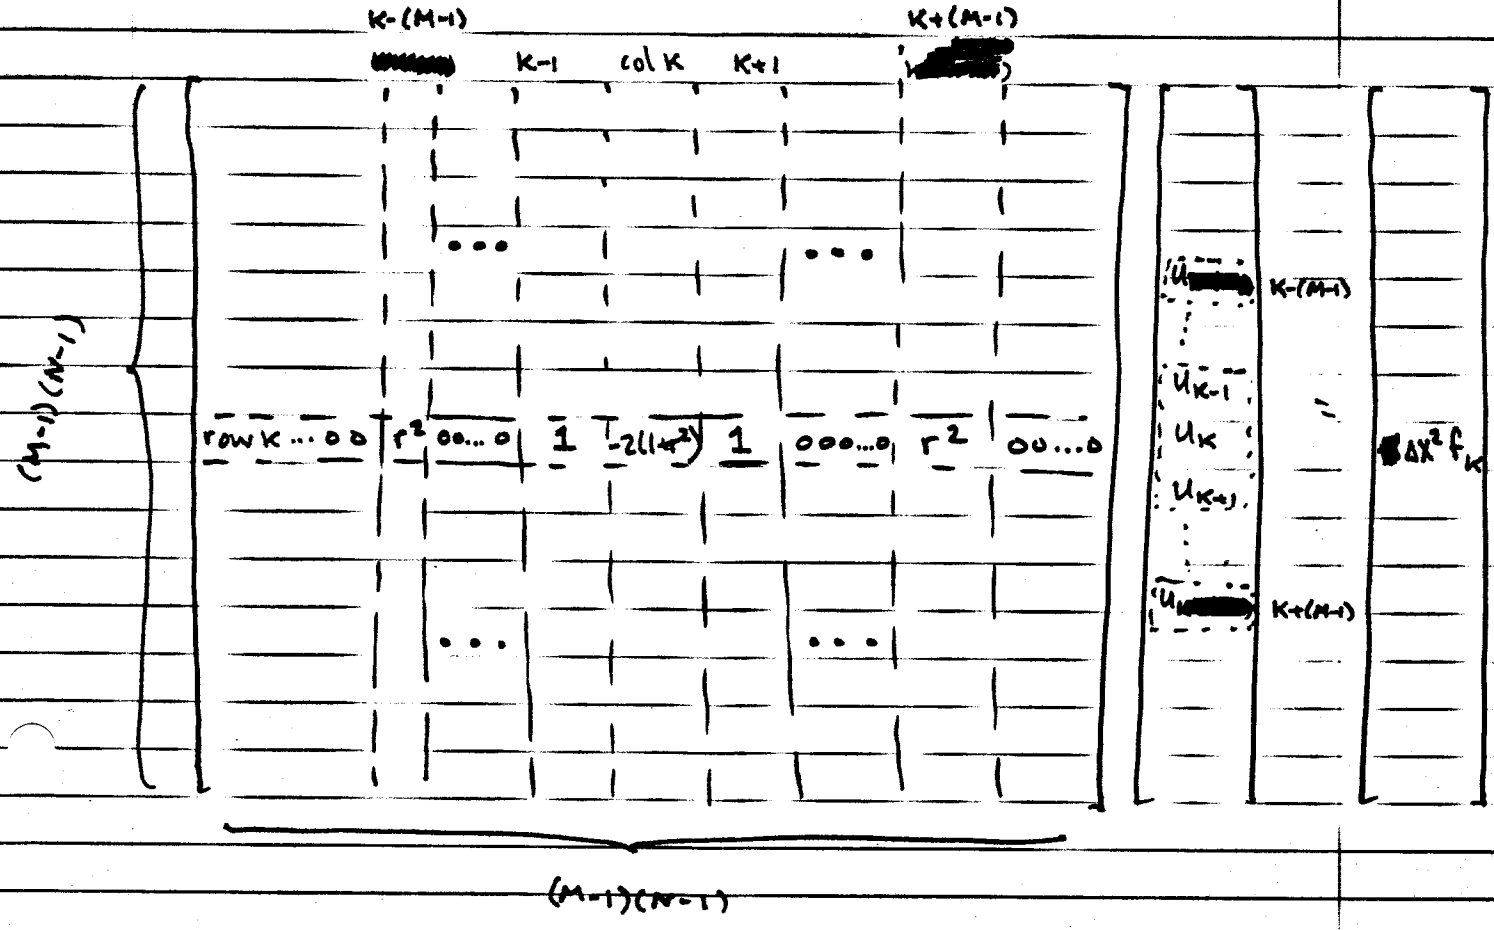 K-(M-1) K+(M-1)
K-1 col K K+1
... ...
U K-(M-1)
(M-1)(N-1)
U_{K-1}
row K ... 0 0 r² 00...0 1 -2(1+r²) 1 000...0 r² 00....0 U_K = Δx² f_K
U_{K+1}
U K+(M-1)
... ...
(M-1)(N-1)